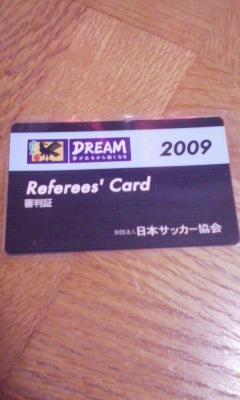 DREAM
夢があるから強くなる
2009
Referees' Card
審判証
財団法人 日本サッカー協会